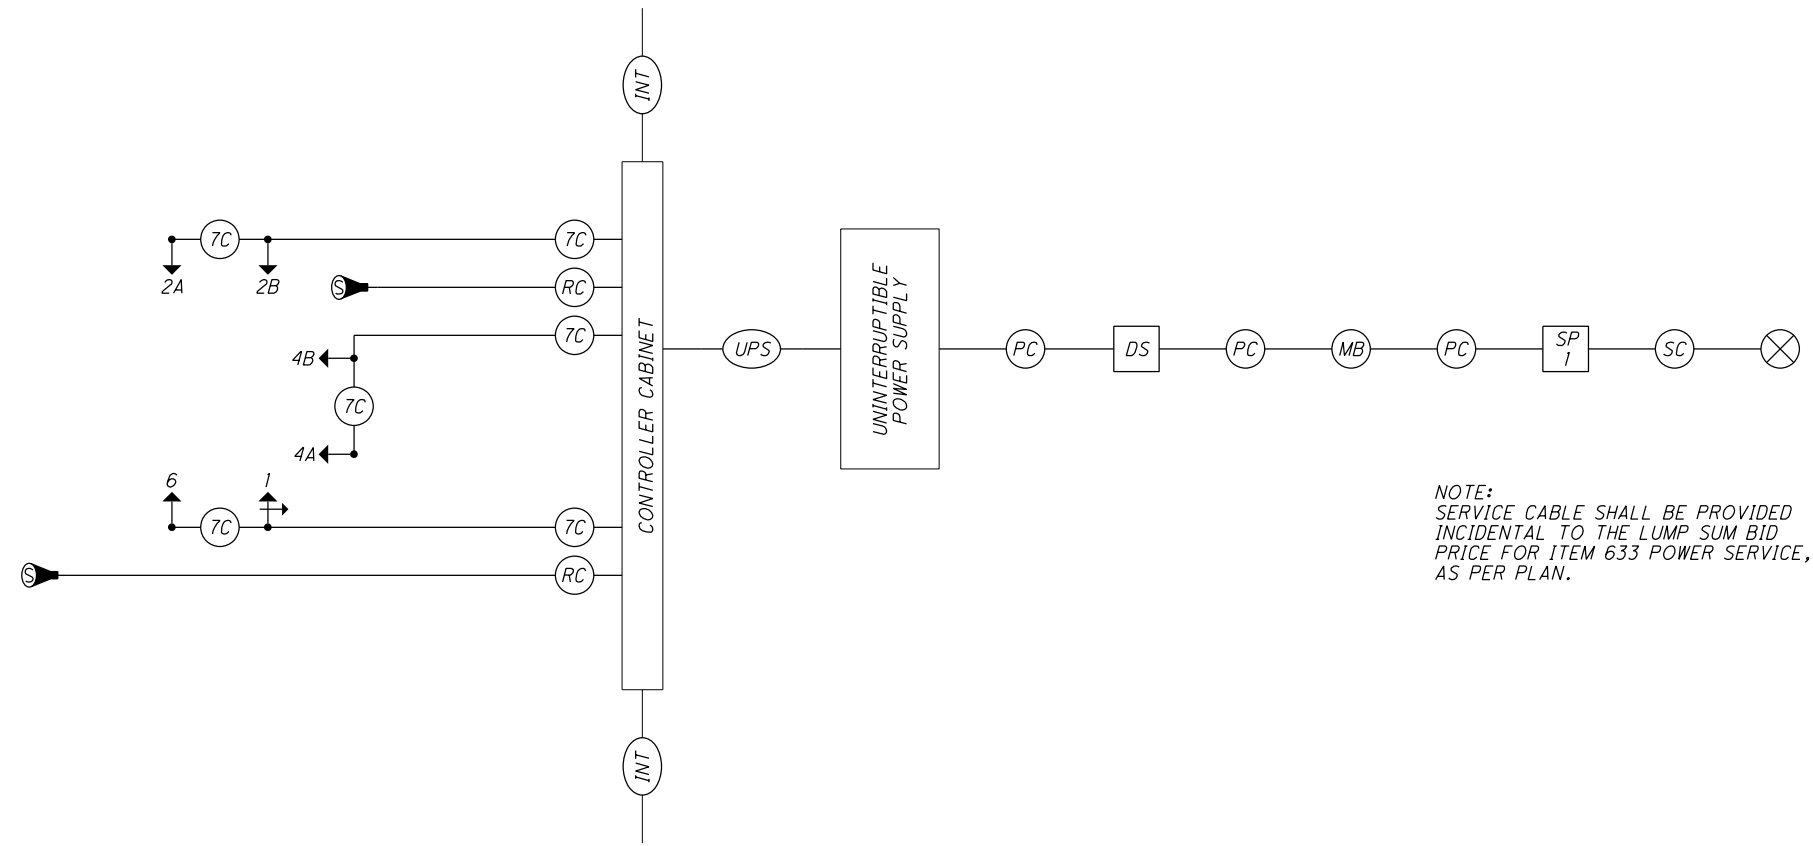 INT
7C
7C
2A
2B
S
RC
7C
4B
7C
4A
6
1
7C
7C
S
RC
CONTROLLER CABINET
INT
UPS
UNINTERRUPTIBLE
POWER SUPPLY
PC
DS
PC
MB
PC
SP
1
SC
NOTE:
SERVICE CABLE SHALL BE PROVIDED
INCIDENTAL TO THE LUMP SUM BID
PRICE FOR ITEM 633 POWER SERVICE,
AS PER PLAN.